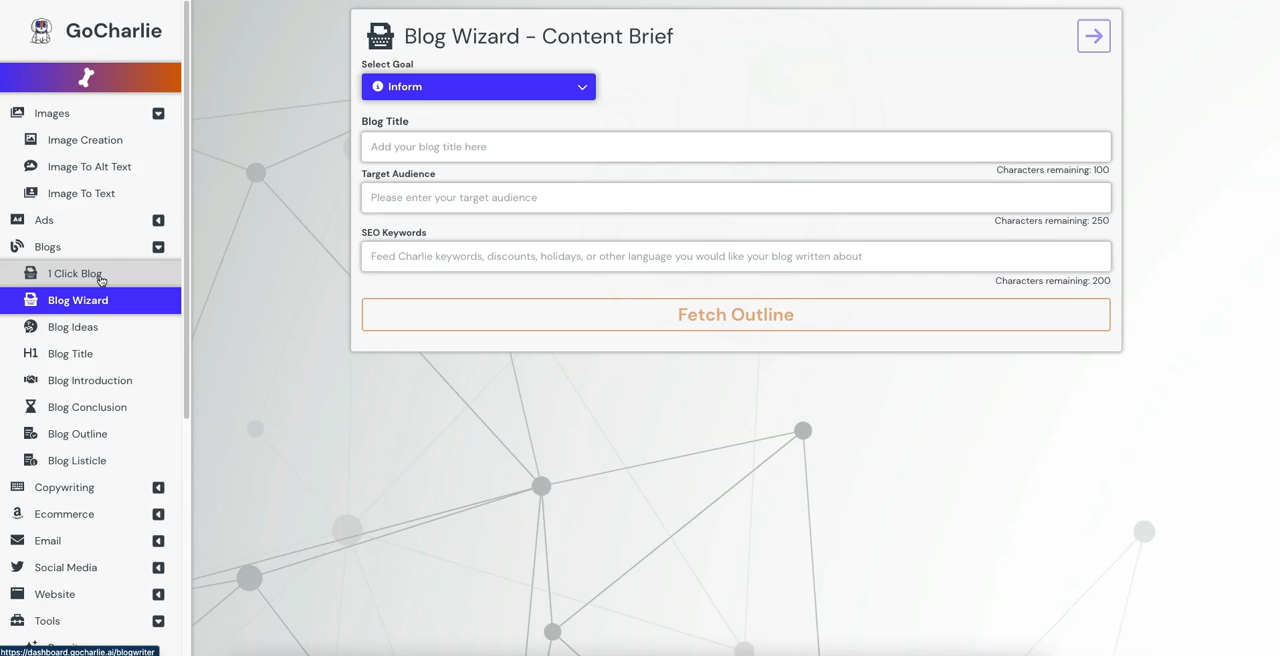 GoCharlie
Images
Image Creation
Image To Alt Text
Image To Text
Ad
Ads
Blogs
1 Click Blog
Blog Wizard
Blog Ideas
H1 Blog Title
Blog Introduction
Blog Conclusion
Blog Outline
Blog Listicle
Copywriting
Ecommerce
Email
Social Media
Website
Tools
https://dashboard.gocharlie.ai/blogwriter
Blog Wizard - Content Brief
Select Goal
Inform
Blog Title
Add your blog title here
Characters remaining: 100
Target Audience
Please enter your target audience
Characters remaining: 250
SEO Keywords
Feed Charlie keywords, discounts, holidays, or other language you would like your blog written about
Characters remaining: 200
Fetch Outline